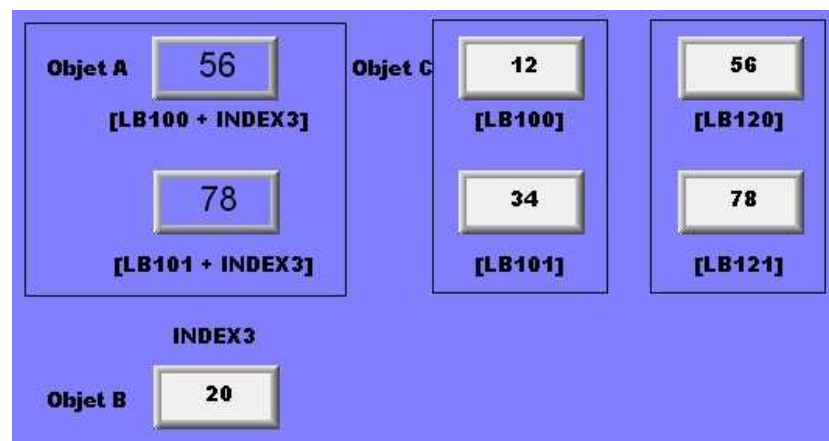 Objet A 56 Objet C 12 56
[LB100 + INDEX3] [LB100] [LB120]
78 34 78
[LB101 + INDEX3] [LB101] [LB121]
INDEX3
Objet B 20